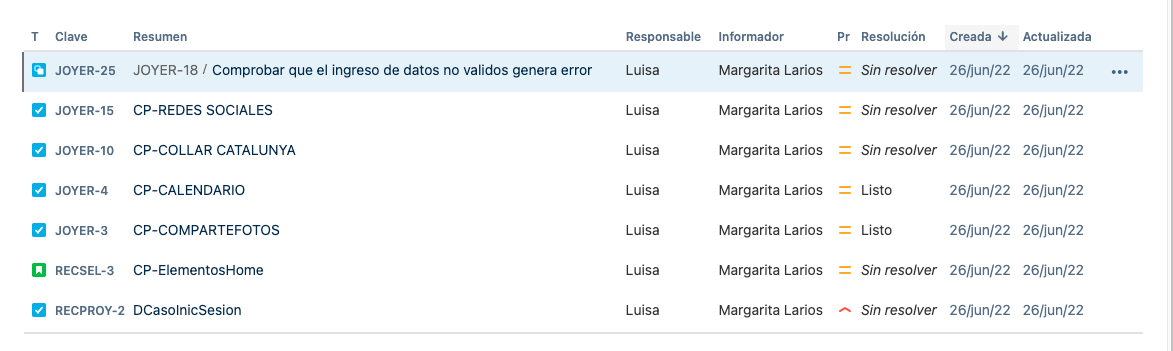 T Clave Resumen Responsable Informador Pr Resolución Creada ↓ Actualizada
JOYER-25 JOYER-18 / Comprobar que el ingreso de datos no validos genera error Luisa Margarita Larios Sin resolver 26/jun/22 26/jun/22 •••
JOYER-15 CP-REDES SOCIALES Luisa Margarita Larios Sin resolver 26/jun/22 26/jun/22
JOYER-10 CP-COLLAR CATALUNYA Luisa Margarita Larios Sin resolver 26/jun/22 26/jun/22
JOYER-4 CP-CALENDARIO Luisa Margarita Larios Listo 26/jun/22 26/jun/22
JOYER-3 CP-COMPARTEFOTOS Luisa Margarita Larios Listo 26/jun/22 26/jun/22
RECSEL-3 CP-ElementosHome Luisa Margarita Larios Sin resolver 26/jun/22 26/jun/22
RECPROY-2 DCasoInicSesion Luisa Margarita Larios Sin resolver 26/jun/22 26/jun/22